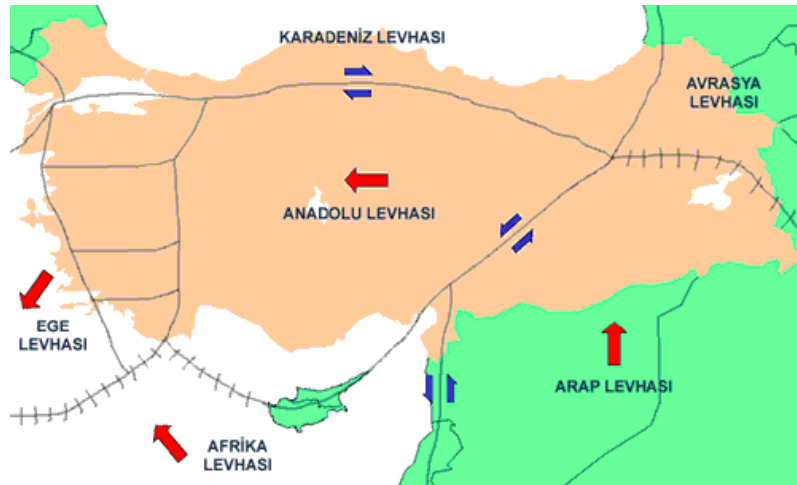 KARADENİZ LEVHASI
AVRASYA
LEVHASI
ANADOLU LEVHASI
EGE
LEVHASI
ARAP LEVHASI
AFRİKA
LEVHASI